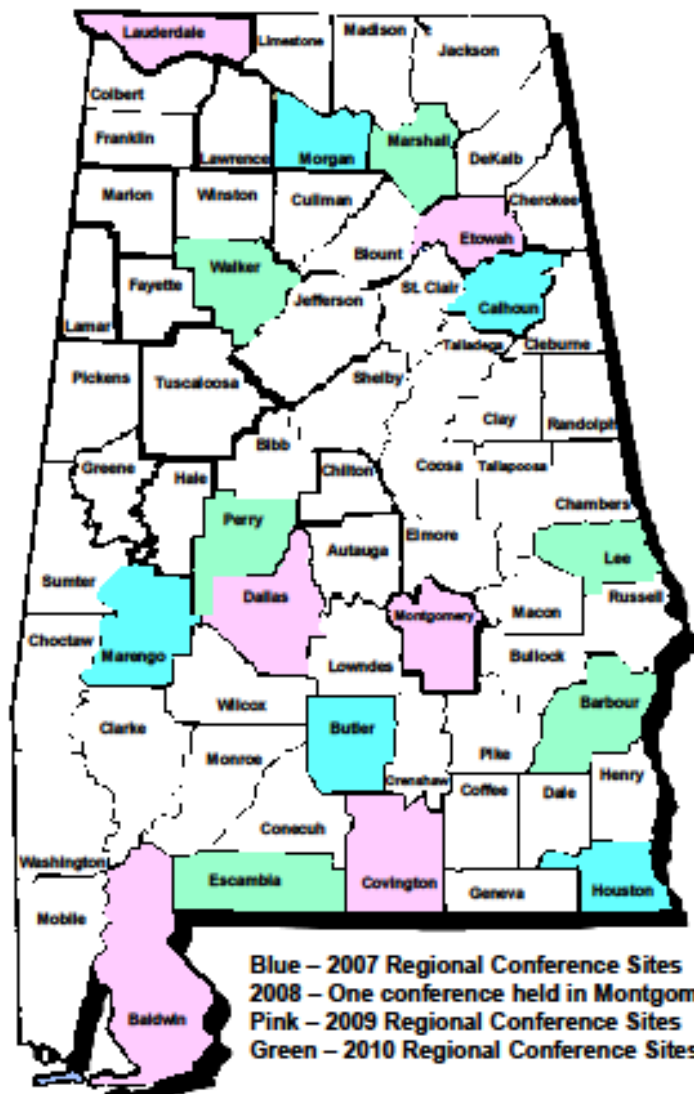 Lauderdale
Limestone
Madison
Jackson
Colbert
Franklin
Lawrence
Morgan
Marshall
DeKalb
Cherokee
Marion
Winston
Cullman
Blount
Etowah
Walker
Fayette
Jefferson
St. Clair
Calhoun
Lamar
Talladega
Cleburne
Pickens
Tuscaloosa
Shelby
Clay
Randolph
Bibb
Greene
Hale
Chilton
Coosa
Tallapoosa
Chambers
Perry
Autauga
Elmore
Lee
Sumter
Dallas
Montgomery
Macon
Russell
Choctaw
Marengo
Lowndes
Bullock
Wilcox
Barbour
Clarke
Butler
Monroe
Pike
Crenshaw
Coffee
Dale
Henry
Conecuh
Washington
Escambia
Covington
Geneva
Houston
Mobile
Baldwin
Blue – 2007 Regional Conference Sites
2008 – One conference held in Montgom
Pink – 2009 Regional Conference Sites
Green – 2010 Regional Conference Sites